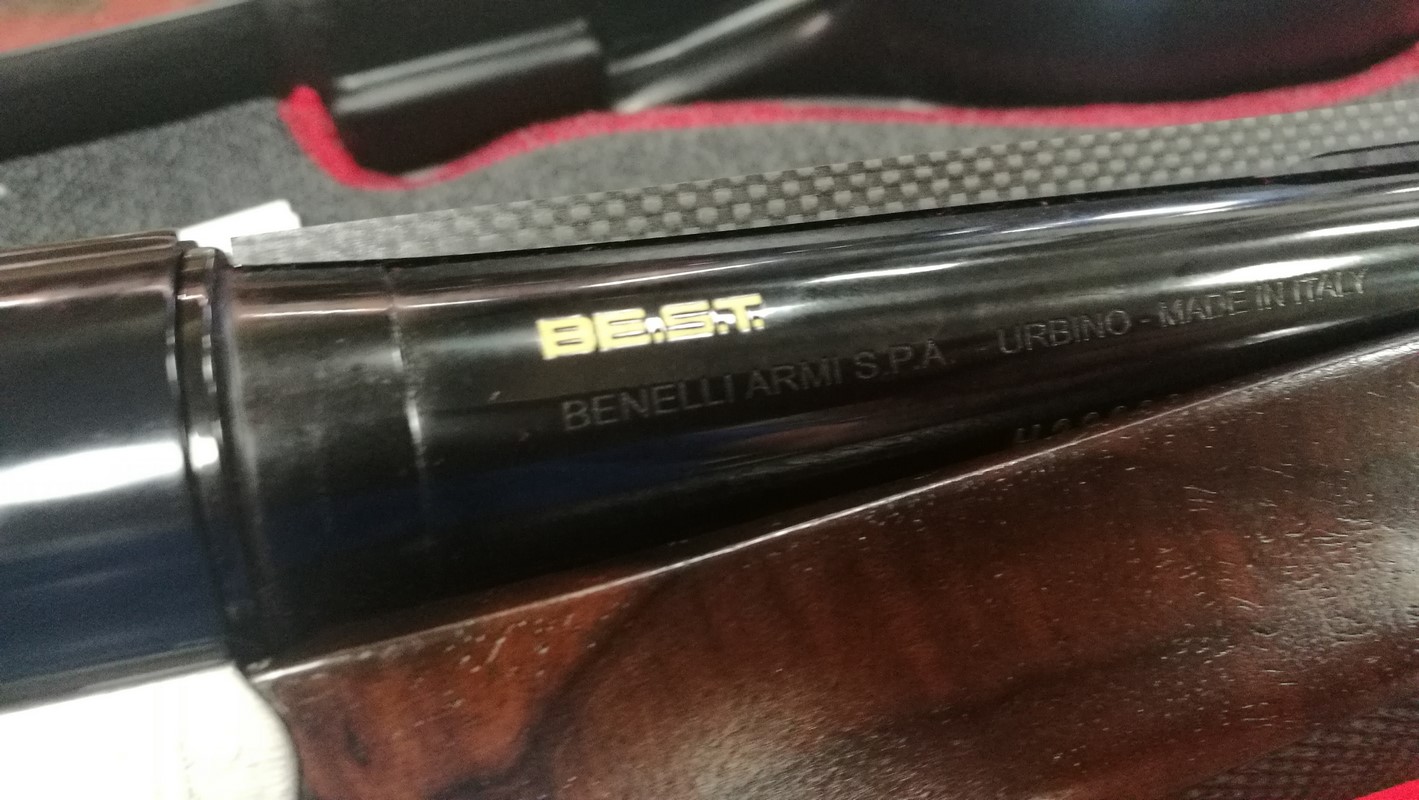 BE.S.T.
BENELLI ARMI S.P.A. - URBINO - MADE IN ITALY